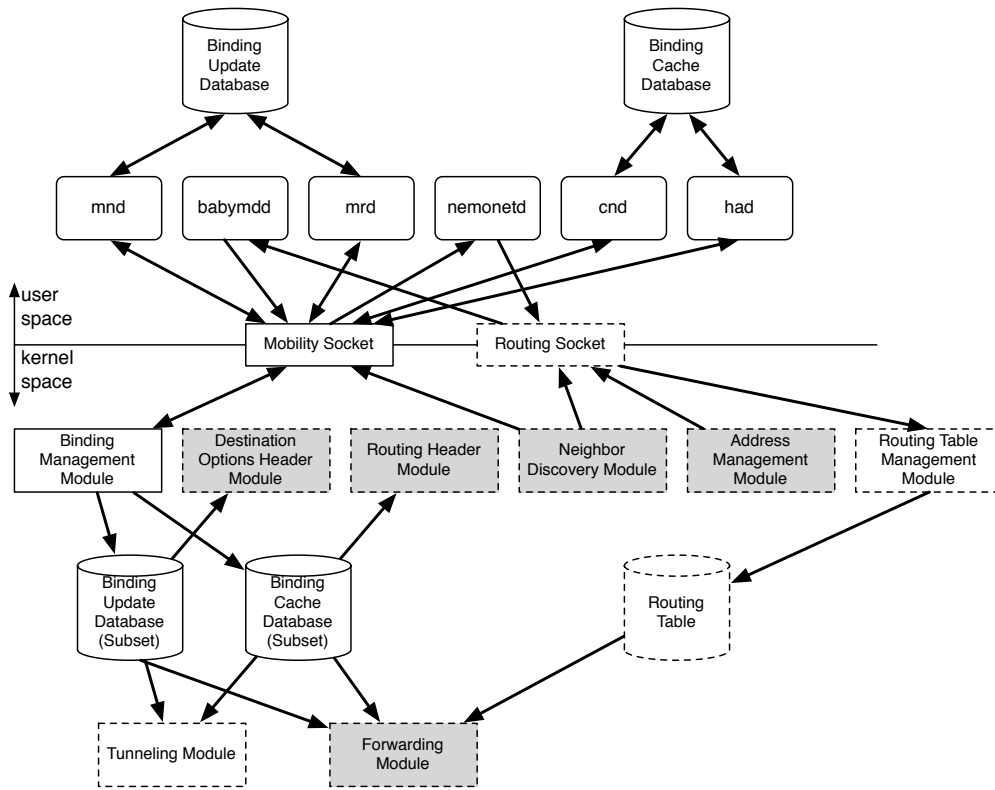 Binding
Update
Database
Binding
Cache
Database
mnd
babymdd
mrd
nemonetd
cnd
had
user
space
Mobility Socket
Routing Socket
kernel
space
Binding
Management
Module
Destination
Options Header
Module
Routing Header
Module
Neighbor
Discovery Module
Address
Management
Module
Routing Table
Management
Module
Binding
Update
Database
(Subset)
Binding
Cache
Database
(Subset)
Routing
Table
Tunneling Module
Forwarding
Module